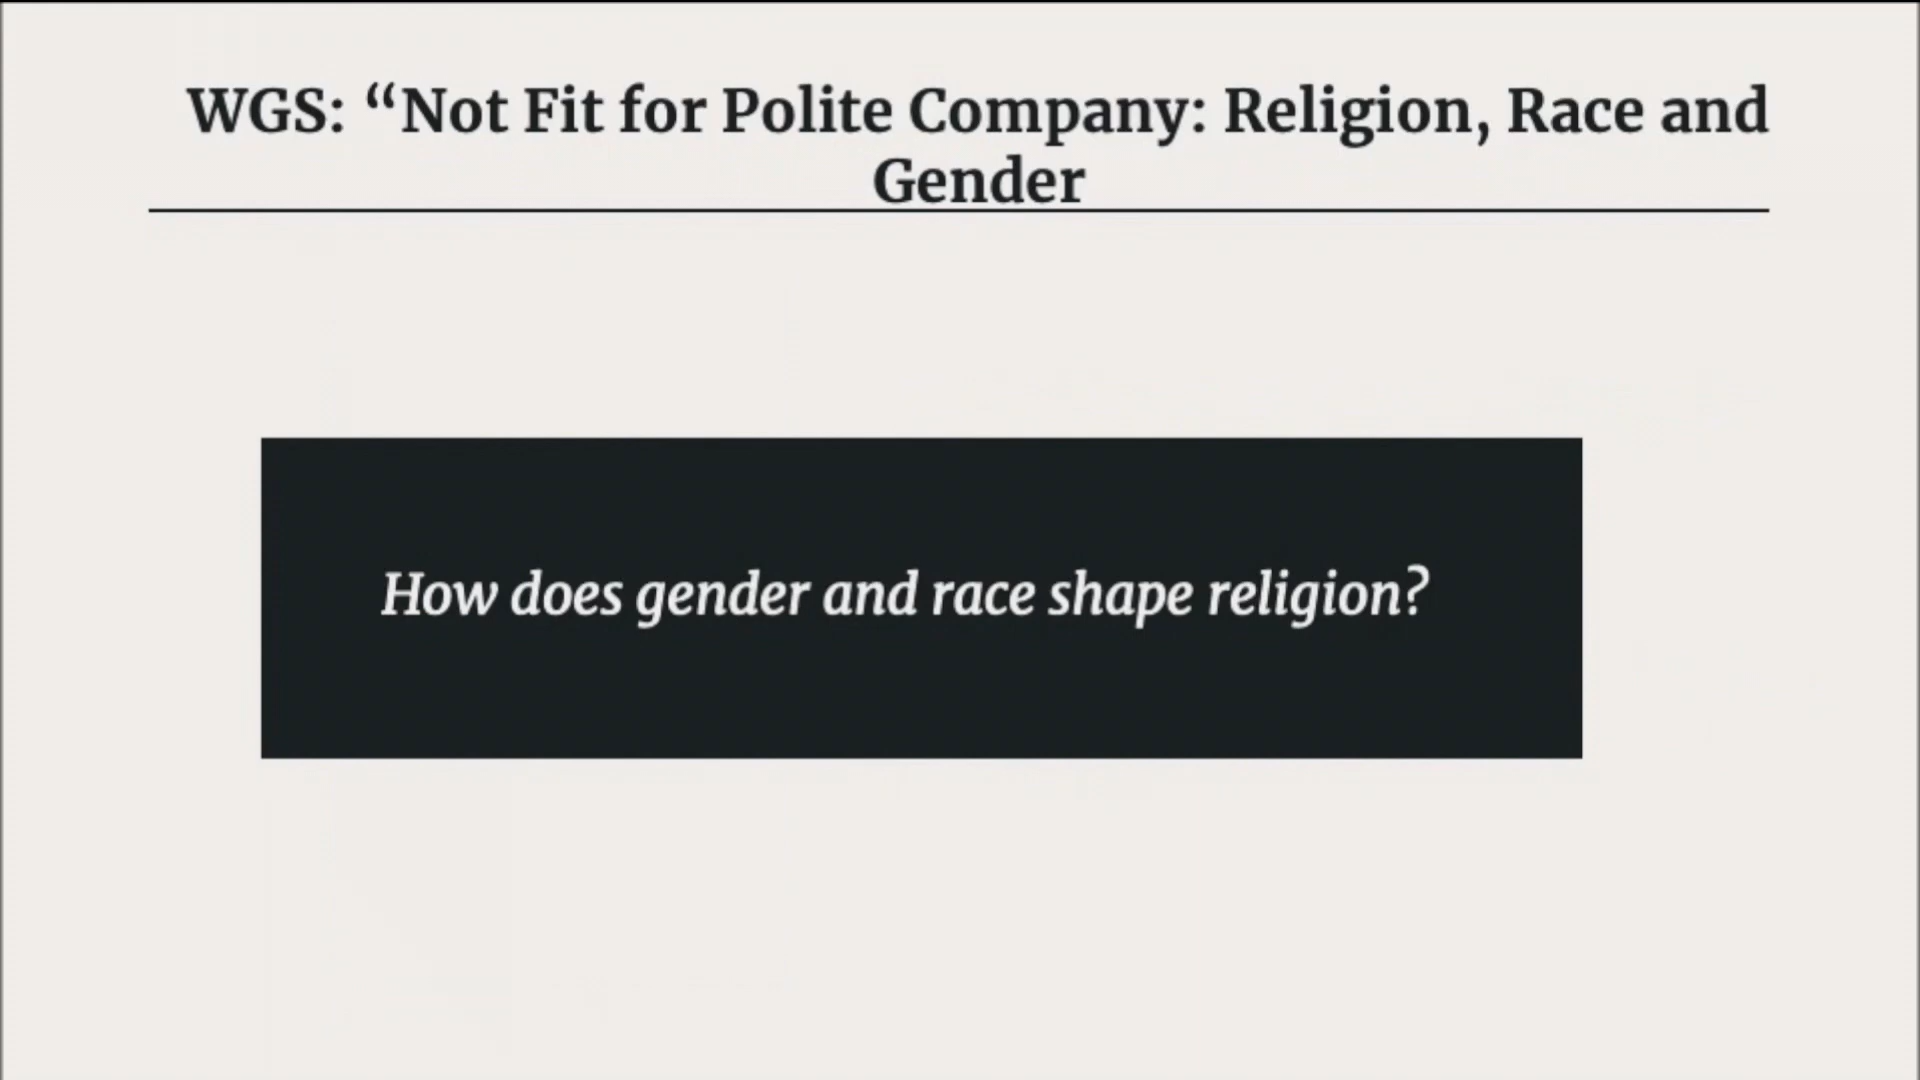 WGS: “Not Fit for Polite Company: Religion, Race and
Gender
How does gender and race shape religion?